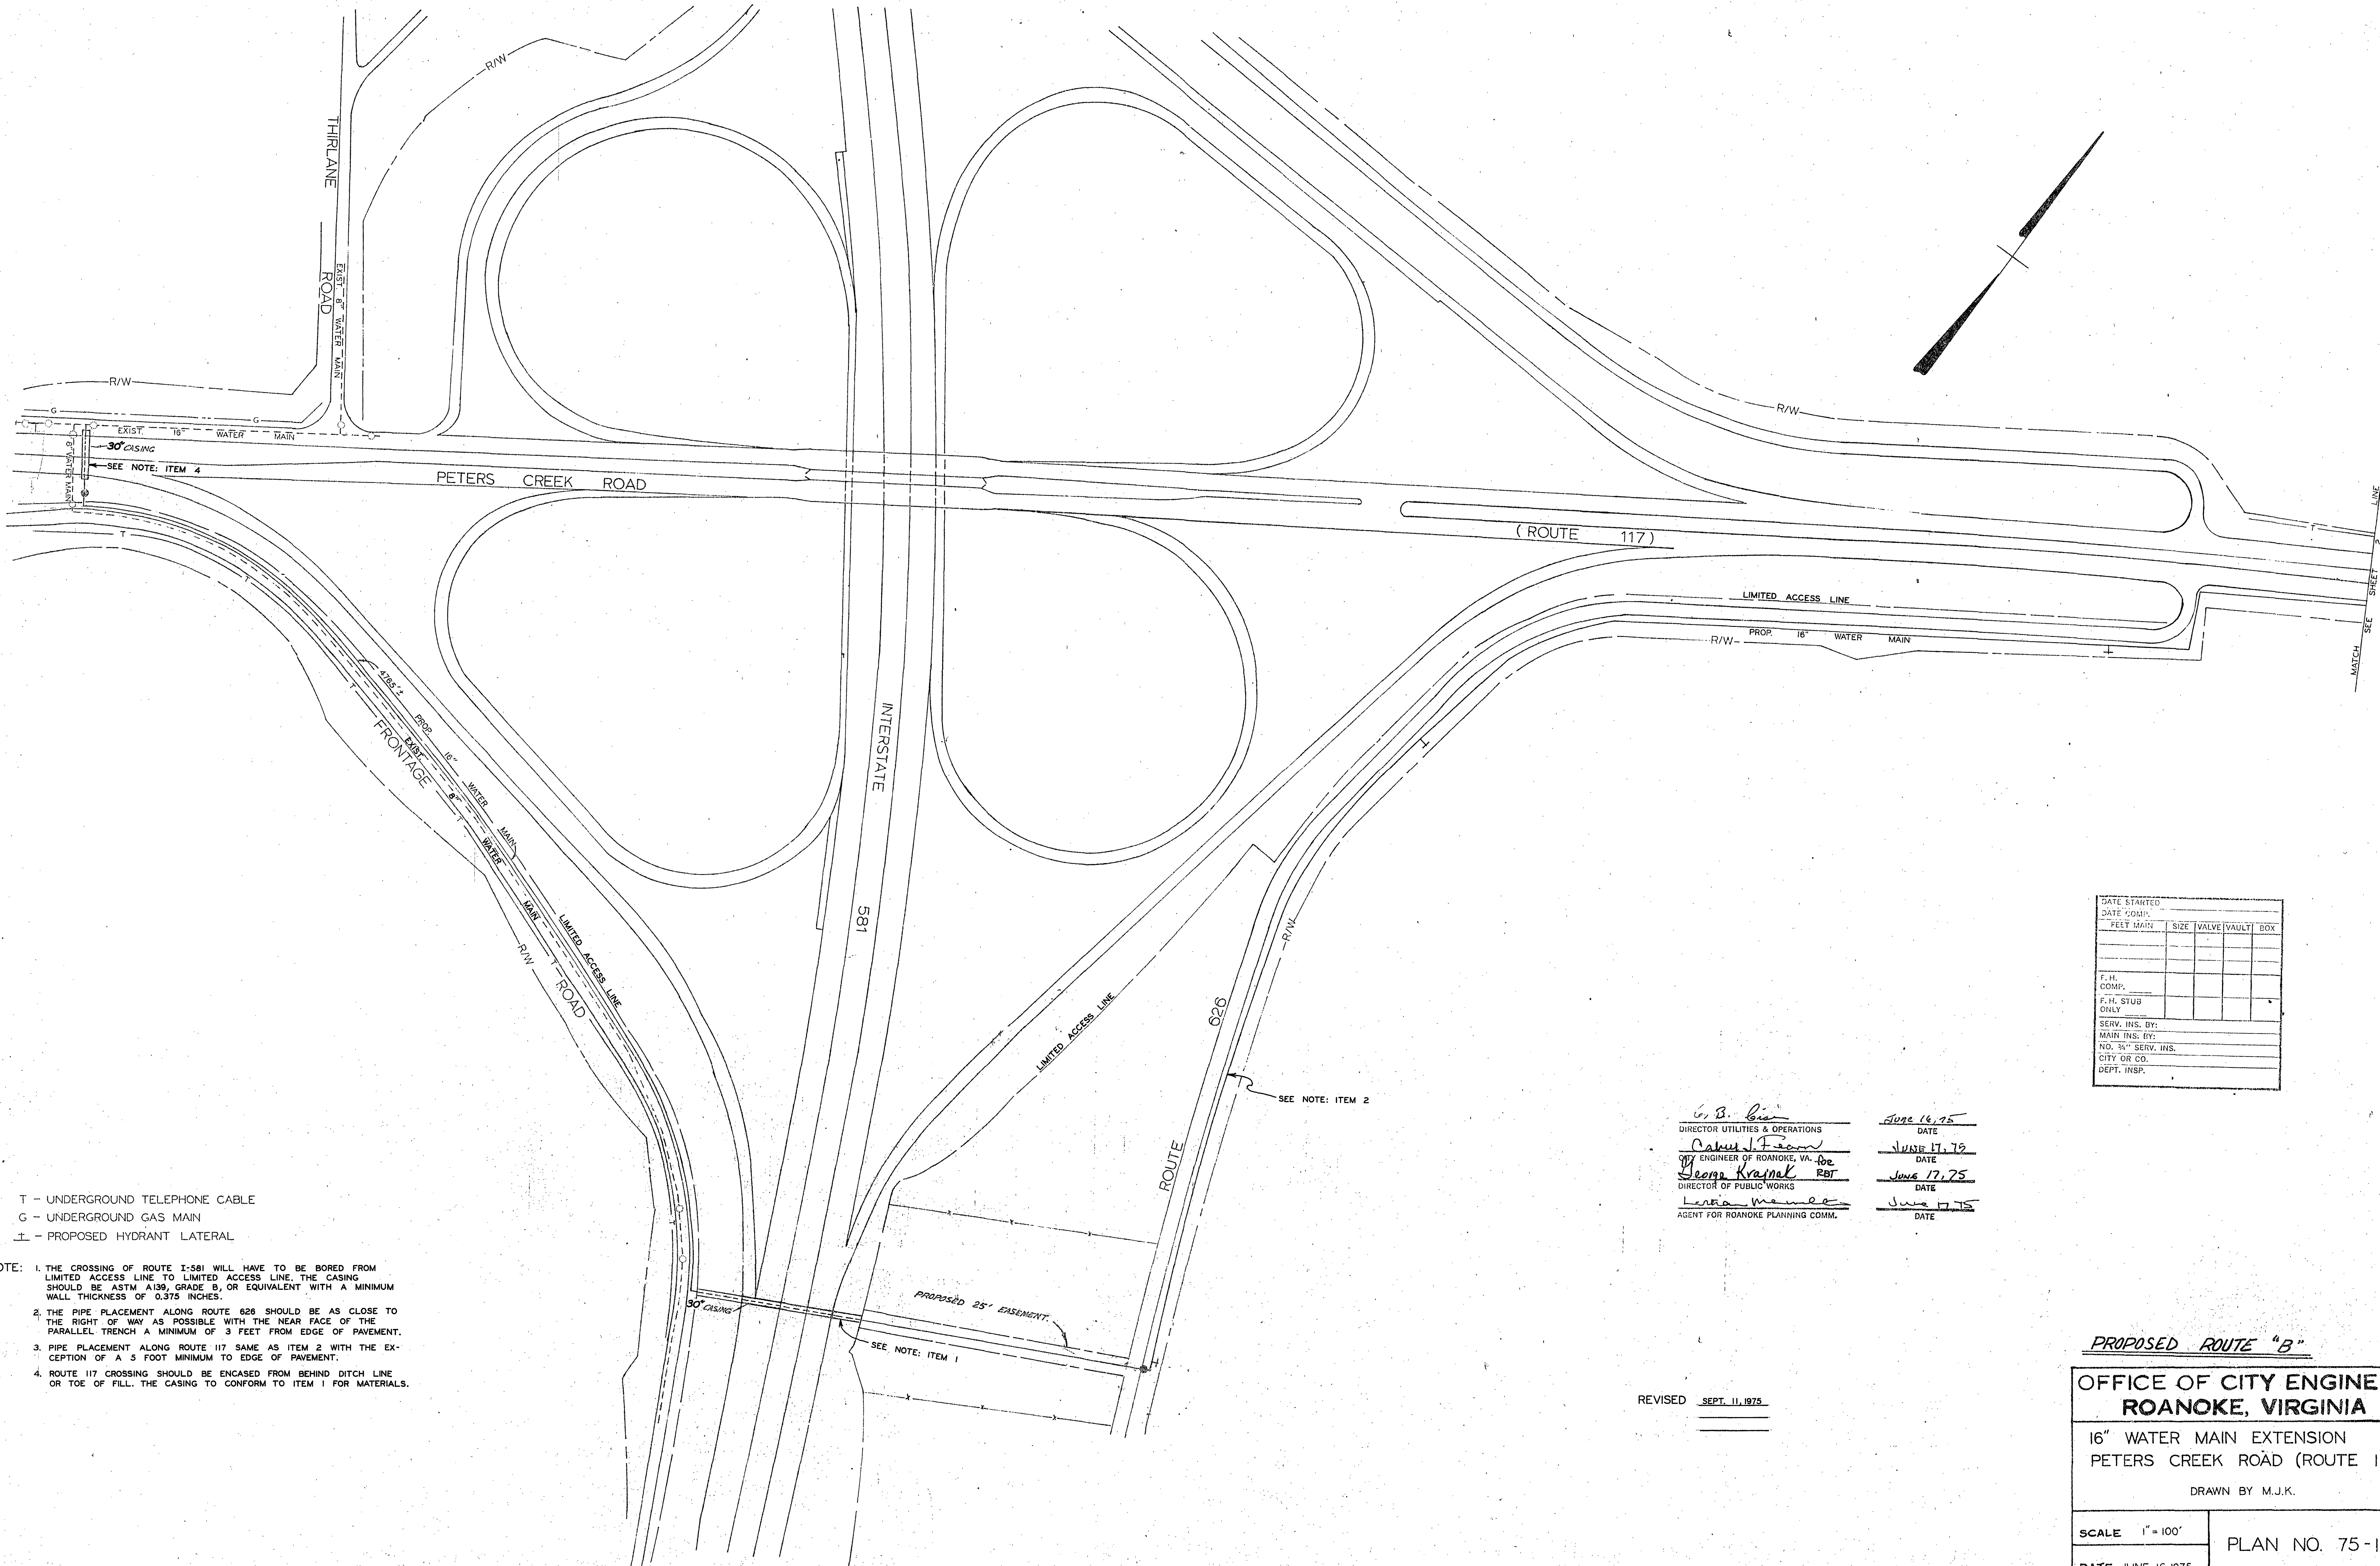 R/W
THIRLANE
ROAD
EXIST. 8" WATER MAIN
R/W
G
G
EXIST. 16" WATER MAIN
6" WATER MAIN
30" CASING
SEE NOTE: ITEM 4
PETERS CREEK ROAD
(ROUTE 117)
R/W
T
LIMITED ACCESS LINE
R/W
PROP. 16" WATER MAIN
MATCH LINE
SEE SHEET 2
T
T
T
4765'±
PROP. 16" WATER MAIN
EXIST. 8" WATER MAIN
T
T
T
FRONTAGE
ROAD
R/W
LIMITED ACCESS LINE
INTERSTATE
581
LIMITED ACCESS LINE
R/W
626
ROUTE
SEE NOTE: ITEM 2
T
30" CASING
PROPOSED 25' EASEMENT.
SEE NOTE: ITEM 1
DATE STARTED
DATE COMP.
FEET MAIN SIZE VALVE VAULT BOX
F.H.
COMP.
F.H. STUB
ONLY
SERV. INS. BY:
MAIN INS. BY:
NO. ¾" SERV. INS.
CITY OR CO.
DEPT. INSP.
JUNE 16, 75
DIRECTOR UTILITIES & OPERATIONS DATE
JUNE 17, 75
CITY ENGINEER OF ROANOKE, VA. DATE
George Krajnak for RBT JUNE 17, 75
DIRECTOR OF PUBLIC WORKS DATE
June 17, 75
AGENT FOR ROANOKE PLANNING COMM. DATE
T - UNDERGROUND TELEPHONE CABLE
G - UNDERGROUND GAS MAIN
- PROPOSED HYDRANT LATERAL
OTE: 1. THE CROSSING OF ROUTE I-581 WILL HAVE TO BE BORED FROM
LIMITED ACCESS LINE TO LIMITED ACCESS LINE. THE CASING
SHOULD BE ASTM A139, GRADE B, OR EQUIVALENT WITH A MINIMUM
WALL THICKNESS OF 0.375 INCHES.
2. THE PIPE PLACEMENT ALONG ROUTE 626 SHOULD BE AS CLOSE TO
THE RIGHT OF WAY AS POSSIBLE WITH THE NEAR FACE OF THE
PARALLEL TRENCH A MINIMUM OF 3 FEET FROM EDGE OF PAVEMENT.
3. PIPE PLACEMENT ALONG ROUTE 117 SAME AS ITEM 2 WITH THE EX-
CEPTION OF A 5 FOOT MINIMUM TO EDGE OF PAVEMENT.
4. ROUTE 117 CROSSING SHOULD BE ENCASED FROM BEHIND DITCH LINE
OR TOE OF FILL. THE CASING TO CONFORM TO ITEM 1 FOR MATERIALS.
REVISED SEPT. 11, 1975
PROPOSED ROUTE "B"
OFFICE OF CITY ENGINE
ROANOKE, VIRGINIA
16" WATER MAIN EXTENSION
PETERS CREEK ROAD (ROUTE 1
DRAWN BY M.J.K.
SCALE 1" = 100'
PLAN NO. 75-1
DATE JUNE 16, 1975